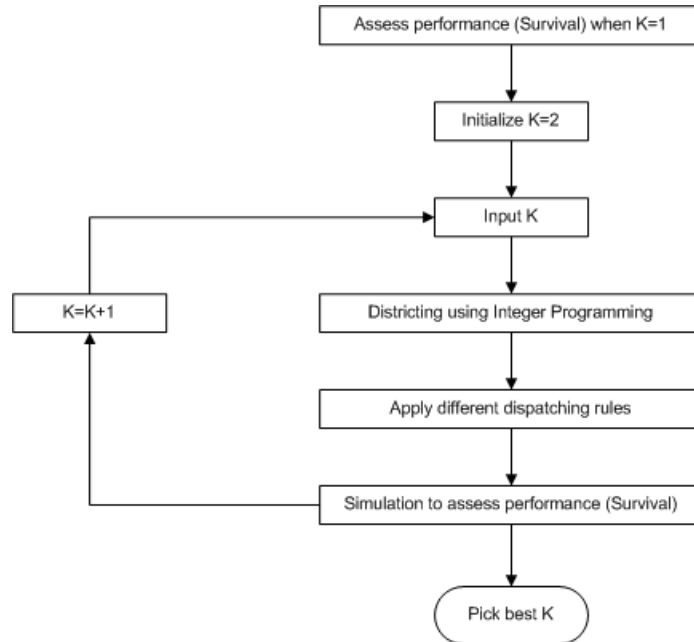 Assess performance (Survival) when K=1
Initialize K=2
Input K
K=K+1
Districting using Integer Programming
Apply different dispatching rules
Simulation to assess performance (Survival)
Pick best K